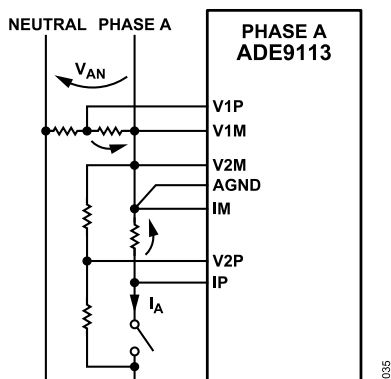 NEUTRAL PHASE A
PHASE A
ADE9113
VAN
V1P
V1M
V2M
AGND
IM
V2P
IP
IA
035